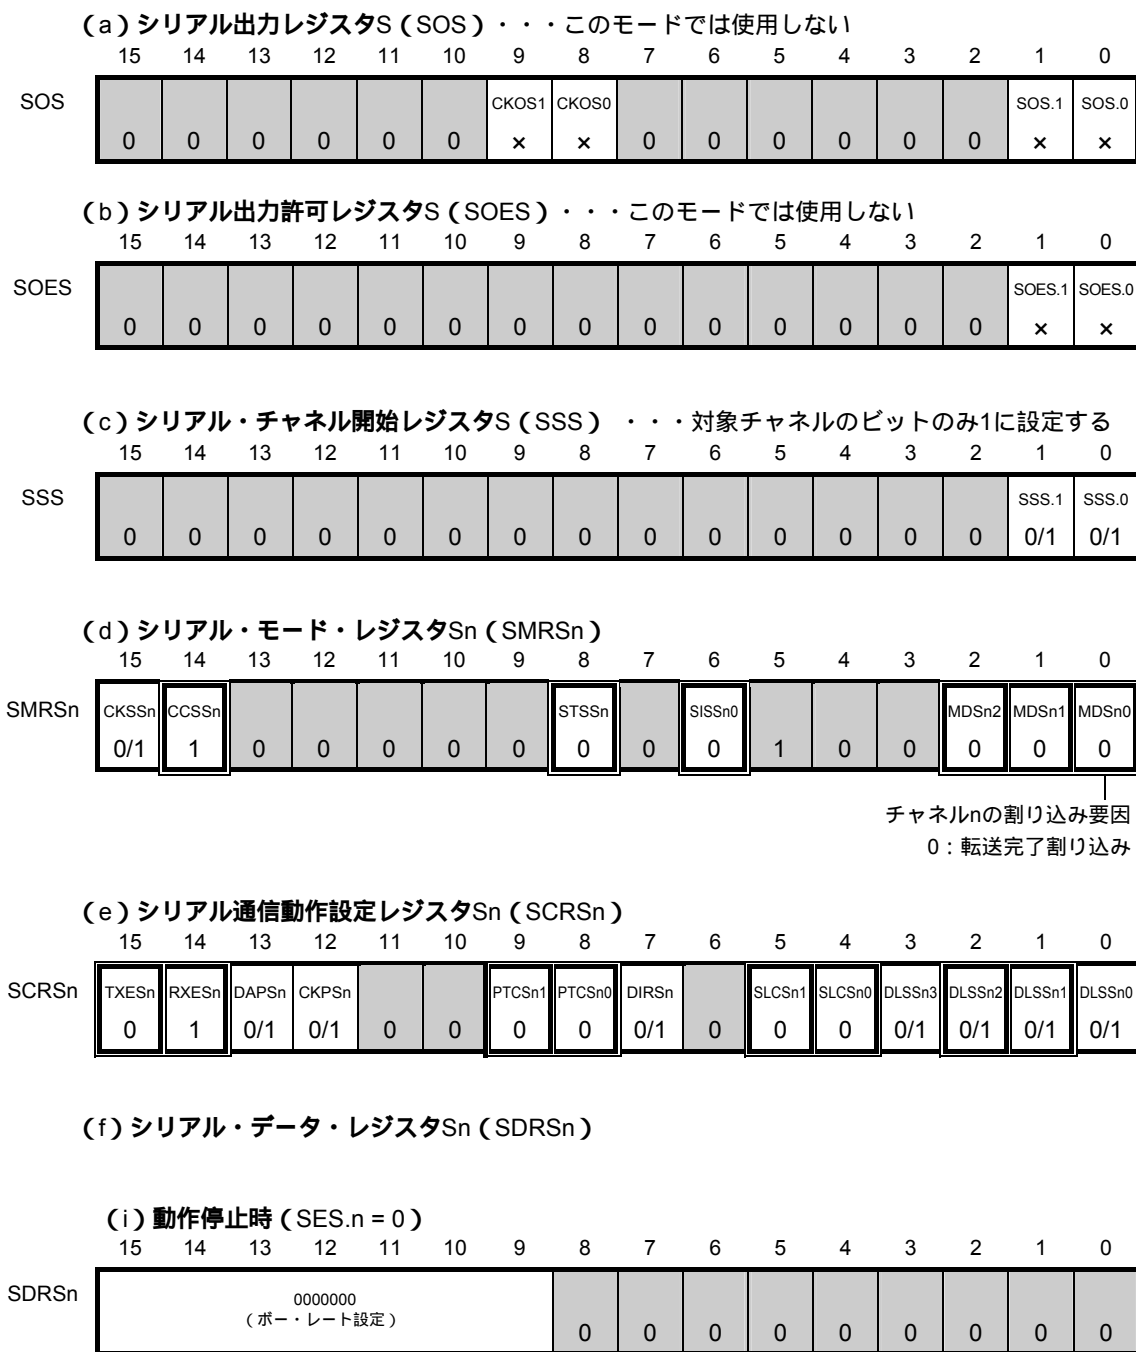 （a）シリアル出力レジスタS（SOS）・・・このモードでは使用しない
15 14 13 12 11 10 9 8 7 6 5 4 3 2 1 0
SOS
CKOS1 CKOS0 SOS.1 SOS.0
0 0 0 0 0 0 × × 0 0 0 0 0 0 × ×
（b）シリアル出力許可レジスタS（SOES）・・・このモードでは使用しない
15 14 13 12 11 10 9 8 7 6 5 4 3 2 1 0
SOES
SOES.1 SOES.0
0 0 0 0 0 0 0 0 0 0 0 0 0 0 × ×
（c）シリアル・チャネル開始レジスタS（SSS） ・・・対象チャネルのビットのみ1に設定する
15 14 13 12 11 10 9 8 7 6 5 4 3 2 1 0
SSS
SSS.1 SSS.0
0 0 0 0 0 0 0 0 0 0 0 0 0 0 0/1 0/1
（d）シリアル・モード・レジスタSn（SMRSn）
15 14 13 12 11 10 9 8 7 6 5 4 3 2 1 0
SMRSn
CKSSn CCSSn STSSn SISSn0 MDSn2 MDSn1 MDSn0
0/1 1 0 0 0 0 0 0 0 0 1 0 0 0 0 0
チャネルnの割り込み要因
0：転送完了割り込み
（e）シリアル通信動作設定レジスタSn（SCRSn）
15 14 13 12 11 10 9 8 7 6 5 4 3 2 1 0
SCRSn
TXESn RXESn DAPSn CKPSn PTCSn1 PTCSn0 DIRSn SLCSn1 SLCSn0 DLSSn3 DLSSn2 DLSSn1 DLSSn0
0 1 0/1 0/1 0 0 0 0 0/1 0 0 0 0/1 0/1 0/1 0/1
（f）シリアル・データ・レジスタSn（SDRSn）
（i）動作停止時（SES.n = 0）
15 14 13 12 11 10 9 8 7 6 5 4 3 2 1 0
SDRSn
0000000
（ボー・レート設定）
0 0 0 0 0 0 0 0 0